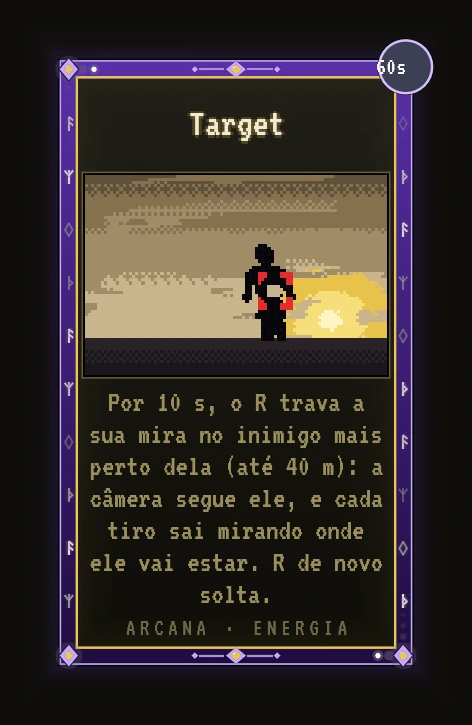 60s
Target
Por 10 s, o R trava a
sua mira no inimigo mais
perto dela (até 40 m): a
câmera segue ele, e cada
tiro sai mirando onde
ele vai estar. R de novo
solta.
ARCANA · ENERGIA